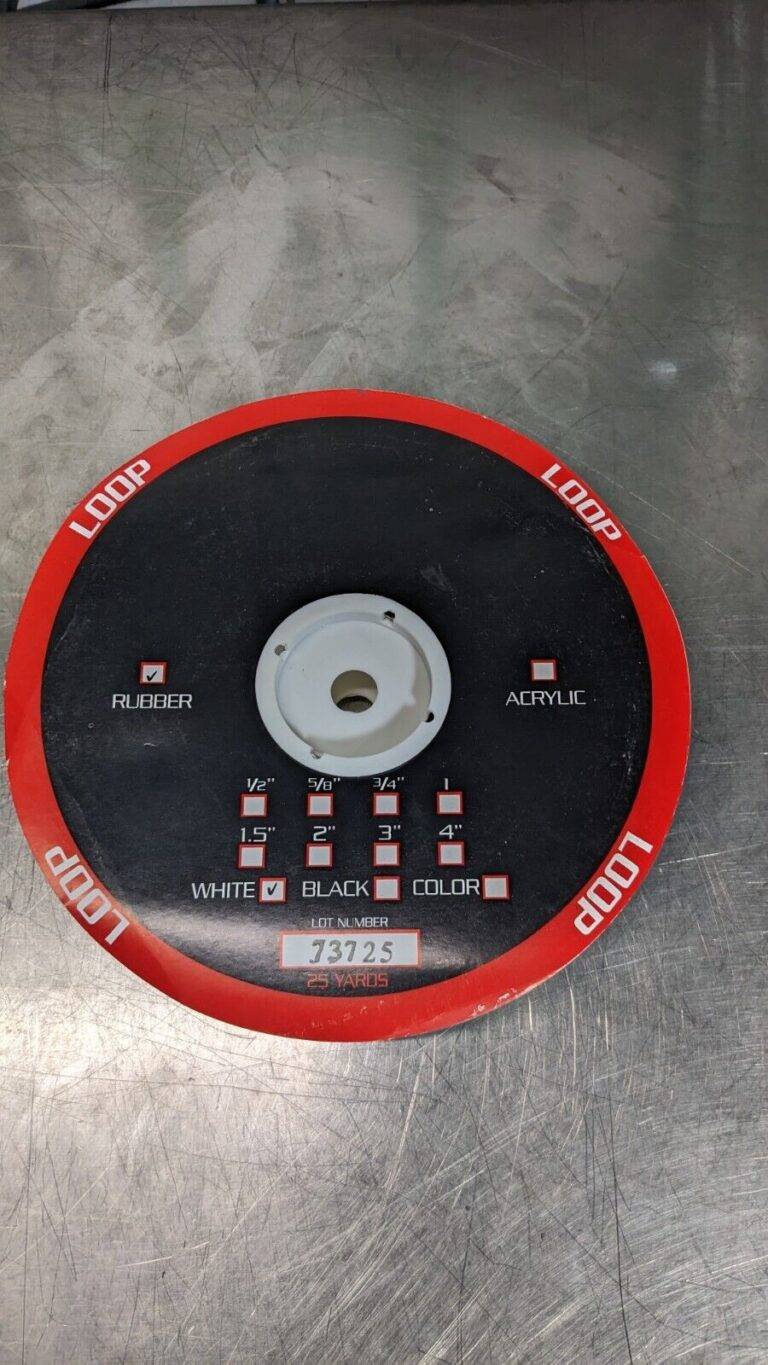 LOOP
LOOP
✓
RUBBER
ACRYLIC
1/2" 5/8" 3/4" 1
1.5" 2" 3" 4"
WHITE ✓ BLACK COLOR
LOT NUMBER
73725
25 YARDS
LOOP
LOOP